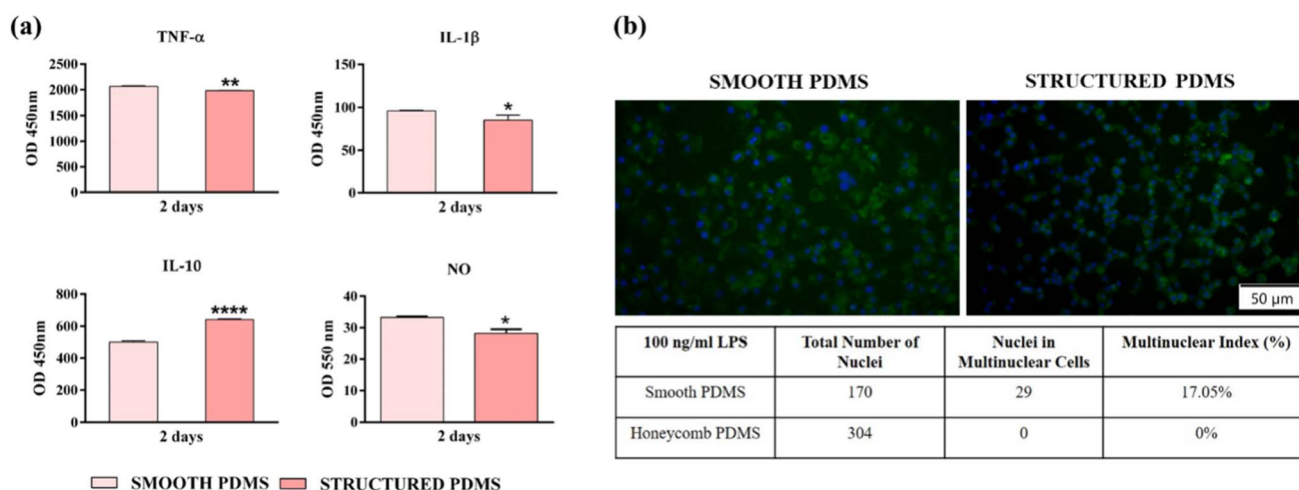 (a)
TNF-α
OD 450nm
2500
2000
1500
1000
500
0
**
2 days
IL-1β
OD 450nm
150
100
50
0
*
2 days
IL-10
OD 450nm
800
600
400
200
0
****
2 days
NO
OD 550 nm
40
30
20
10
0
*
2 days
SMOOTH PDMS STRUCTURED PDMS
(b)
SMOOTH PDMS STRUCTURED PDMS
50 µm
100 ng/ml LPS Total Number of Nuclei Nuclei in Multinuclear Cells Multinuclear Index (%)
Smooth PDMS 170 29 17.05%
Honeycomb PDMS 304 0 0%